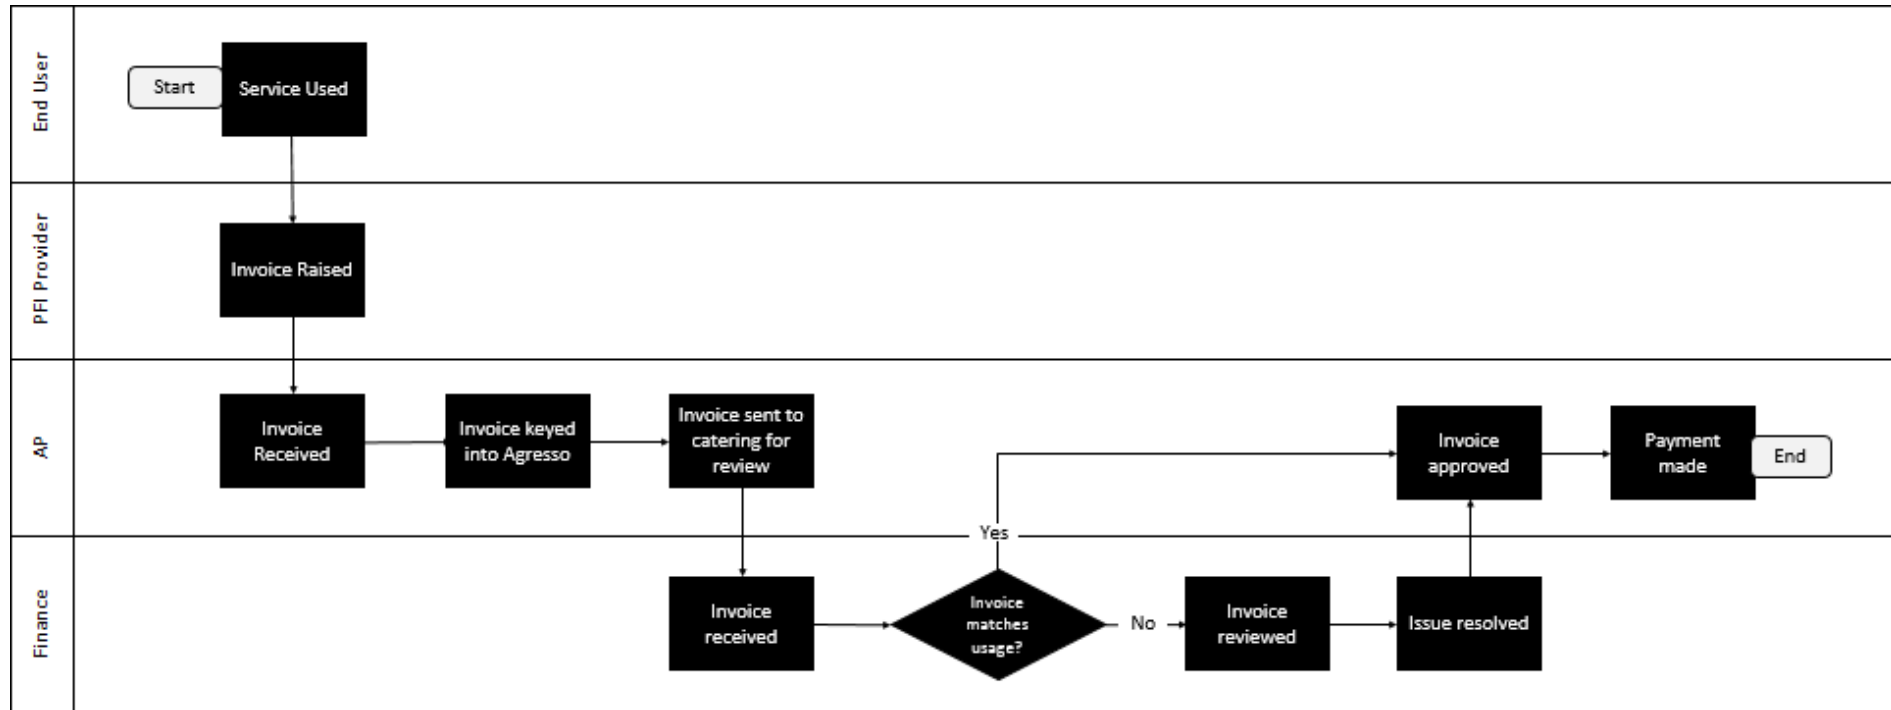 End User
Start
Service Used
PFI Provider
Invoice Raised
AP
Invoice
Received
Invoice keyed
into Agresso
Invoice sent to
catering for
review
Invoice
approved
Payment
made
End
Yes
Finance
Invoice
received
Invoice
matches
usage?
No
Invoice
reviewed
Issue resolved